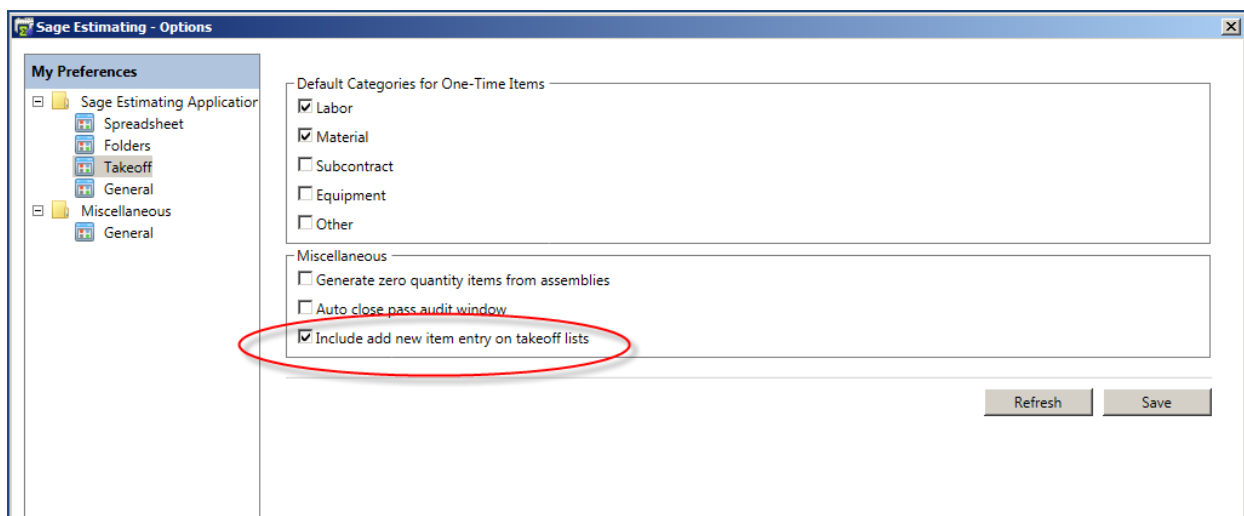 Sage Estimating - Options
My Preferences
Sage Estimating Application
Spreadsheet
Folders
Takeoff
General
Miscellaneous
General
Default Categories for One-Time Items
Labor
Material
Subcontract
Equipment
Other
Miscellaneous
Generate zero quantity items from assemblies
Auto close pass audit window
Include add new item entry on takeoff lists
Refresh
Save